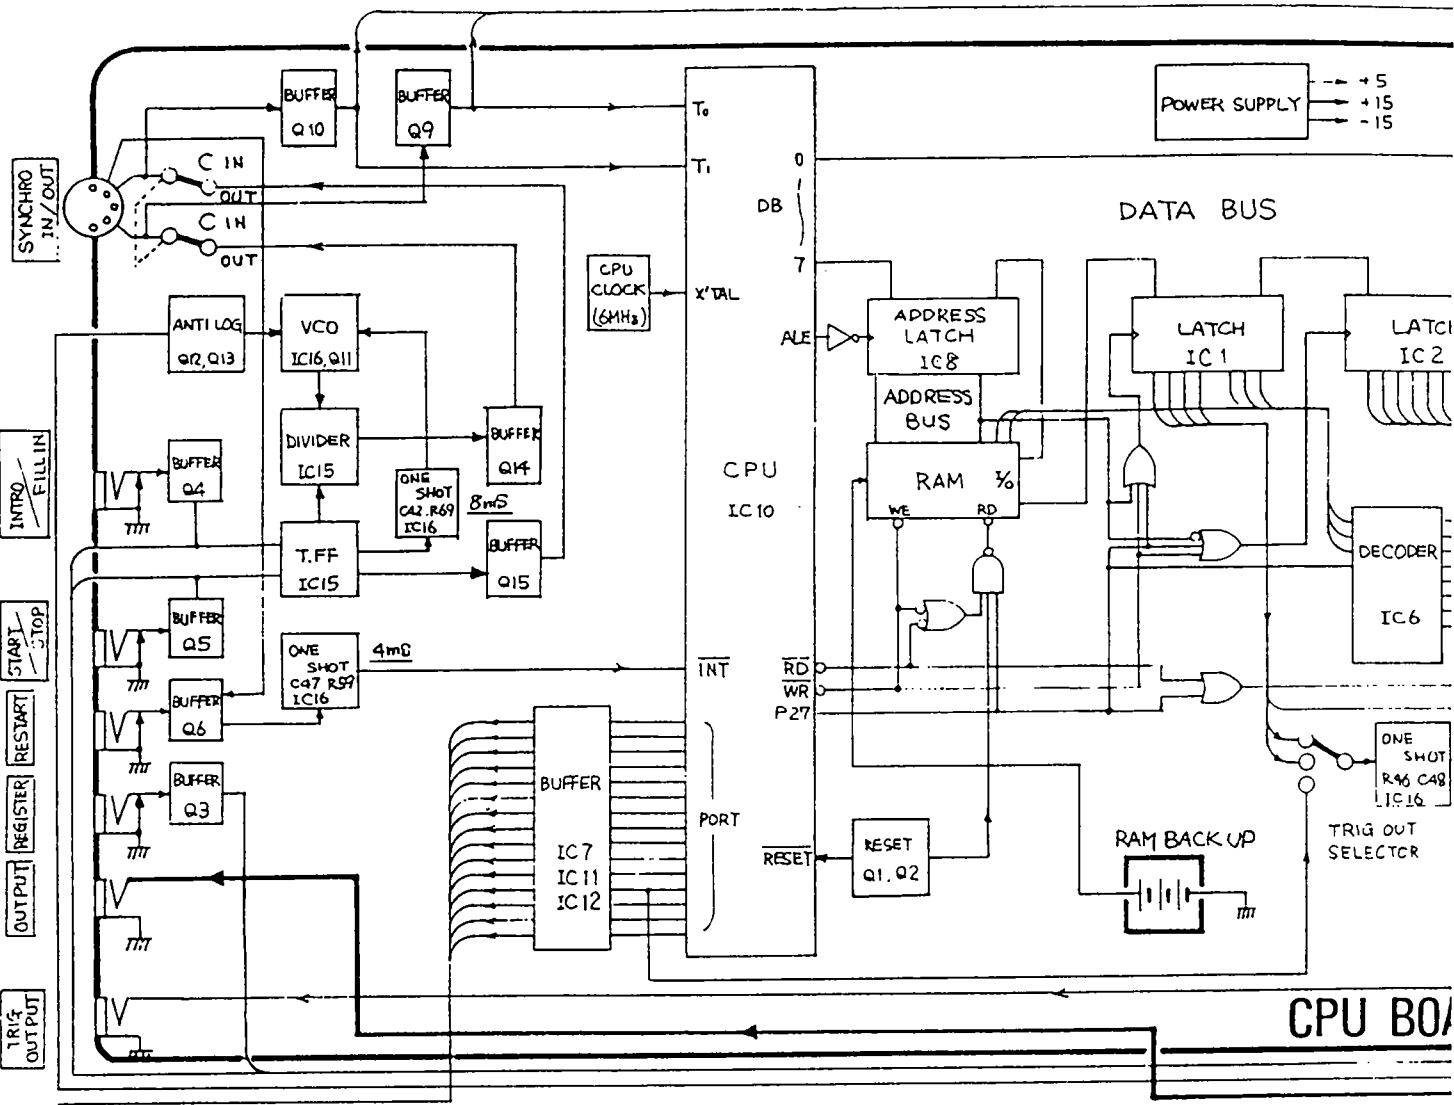 BUFFER
Q10
BUFFER
Q9
T0
T1
0
DB
7
POWER SUPPLY
+5
+15
-15
SYNCHRO
IN/OUT
C IN
OUT
C IN
OUT
DATA BUS
CPU
CLOCK
(6MHz)
X'TAL
ALE
ADDRESS
LATCH
IC8
LATCH
IC1
LATC
IC2
ANTI LOG
Q12, Q13
VCO
IC16, Q11
ADDRESS
BUS
DIVIDER
IC15
BUFFER
Q14
ONE
SHOT
C42. R69
IC16
8mS
INTRO/
FILL IN
BUFFER
Q4
CPU
IC10
RAM
I/O
WE
RD
T.FF
IC15
BUFFER
Q15
DECODER
IC6
START/
STOP
BUFFER
Q5
ONE
SHOT
C47 R59
IC16
4mS
INT
RD
WR
P27
RESTART
BUFFER
Q6
REGISTER
BUFFER
Q3
BUFFER
IC7
IC11
IC12
PORT
RESET
RESET
Q1. Q2
ONE
SHOT
R46 C48
IC16
TRIG OUT
SELECTOR
RAM BACK UP
OUTPUT
TRIG
OUTPUT
CPU BOA